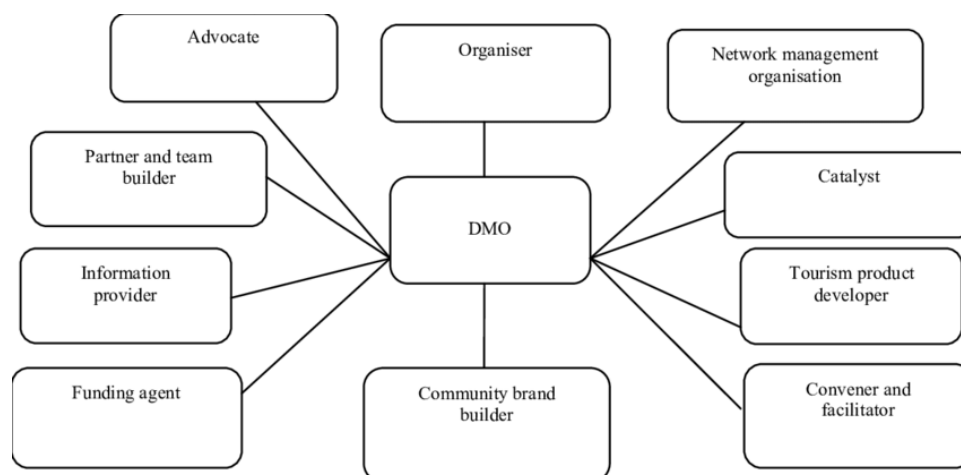 Advocate
Organiser
Network management
organisation
Partner and team
builder
Catalyst
DMO
Information
provider
Tourism product
developer
Funding agent
Community brand
builder
Convener and
facilitator